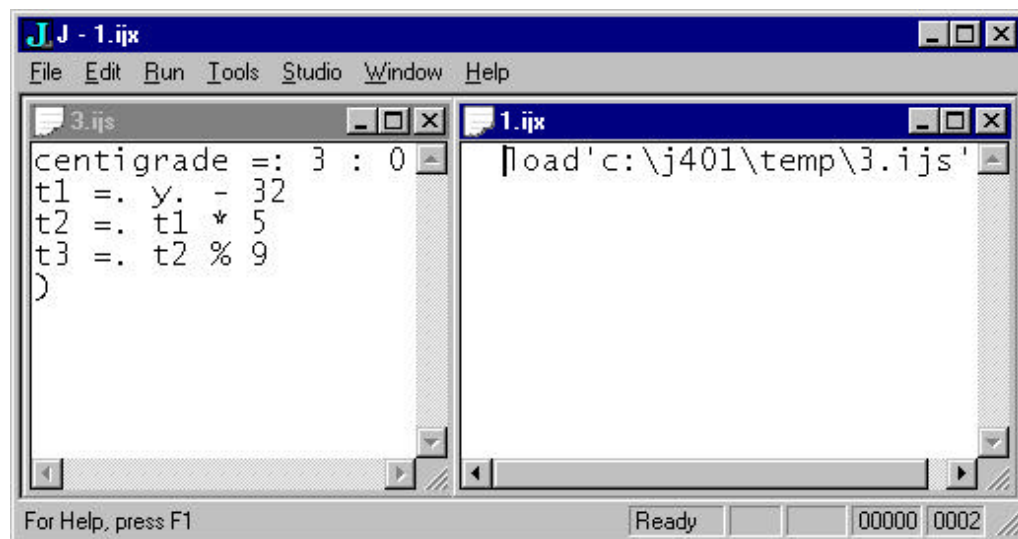 J - 1.ijx
File Edit Run Tools Studio Window Help
3.ijs
centigrade =: 3 : 0
t1 =. y. - 32
t2 =. t1 * 5
t3 =. t2 % 9
)
1.ijx
load'c:\j401\temp\3.ijs'
For Help, press F1
Ready
00000
0002